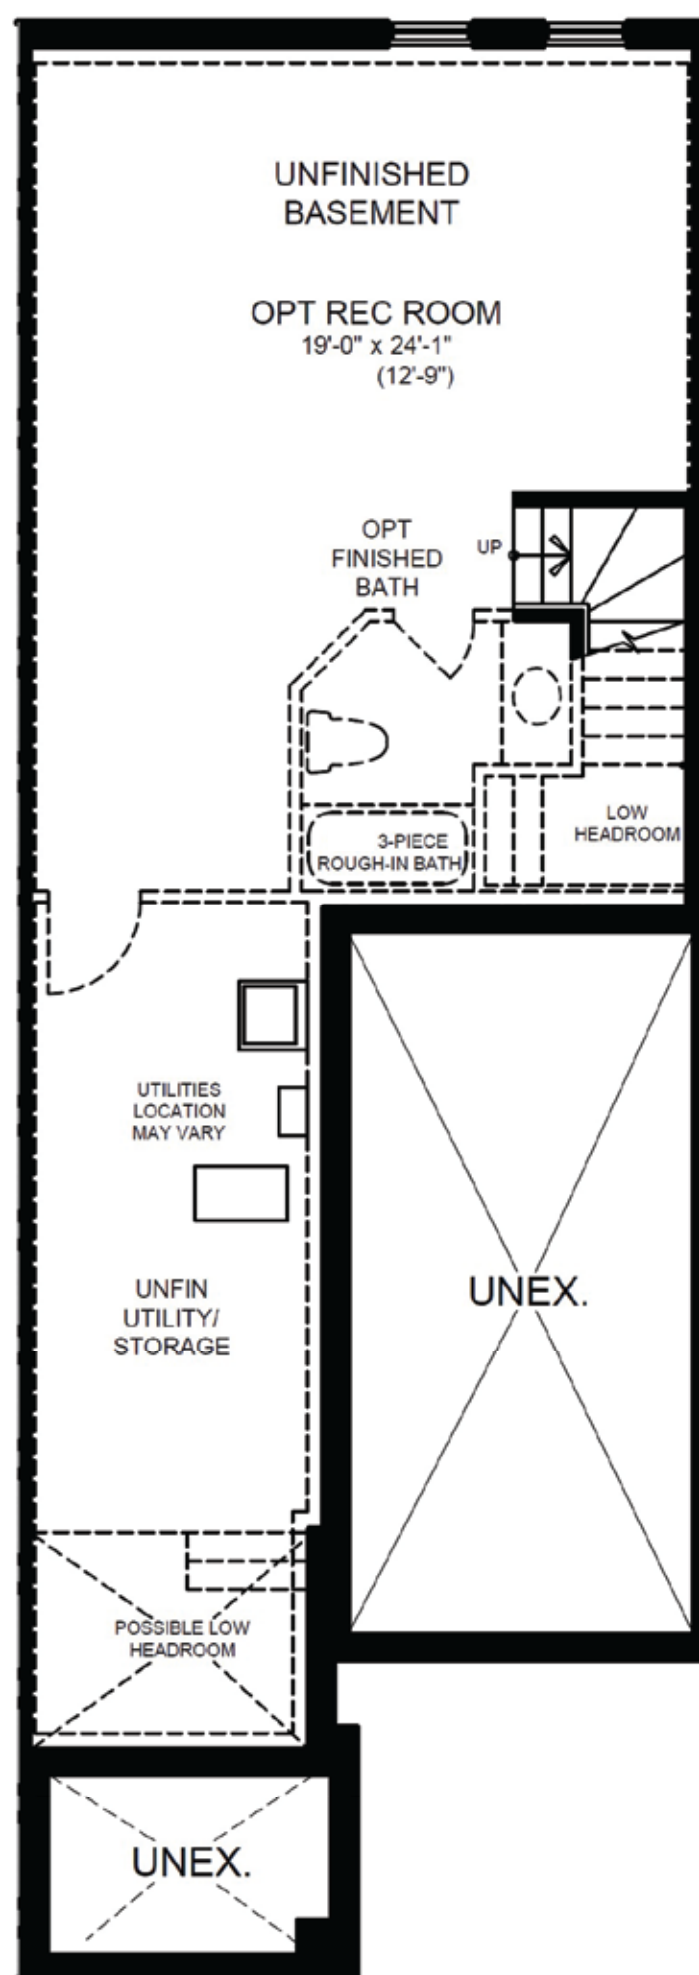 UNFINISHED
BASEMENT
OPT REC ROOM
19'-0" x 24'-1"
(12'-9")
OPT
FINISHED
BATH
UP
LOW
HEADROOM
3-PIECE
ROUGH-IN BATH
UTILITIES
LOCATION
MAY VARY
UNFIN
UTILITY/
STORAGE
UNEX.
POSSIBLE LOW
HEADROOM
UNEX.